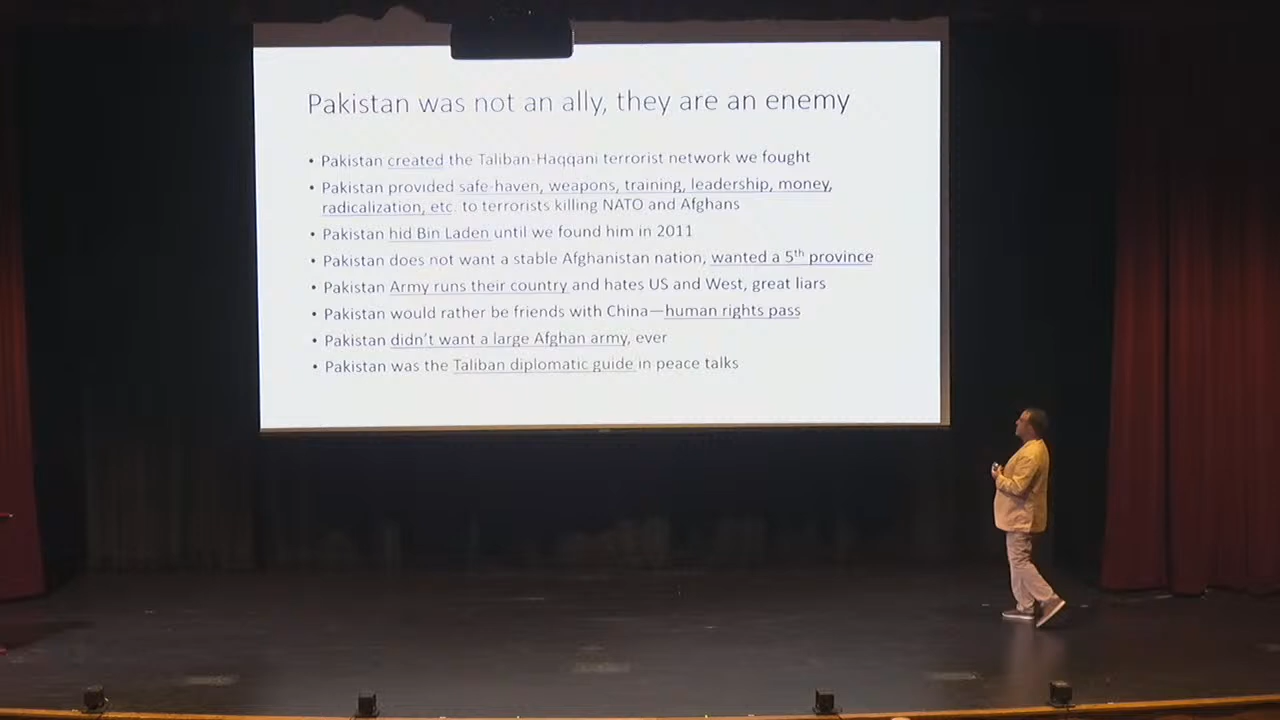 Pakistan was not an ally, they are an enemy
• Pakistan created the Taliban-Haqqani terrorist network we fought
• Pakistan provided safe-haven, weapons, training, leadership, money,
radicalization, etc. to terrorists killing NATO and Afghans
• Pakistan hid Bin Laden until we found him in 2011
• Pakistan does not want a stable Afghanistan nation, wanted a 5th province
• Pakistan Army runs their country and hates US and West, great liars
• Pakistan would rather be friends with China—human rights pass
• Pakistan didn't want a large Afghan army, ever
• Pakistan was the Taliban diplomatic guide in peace talks